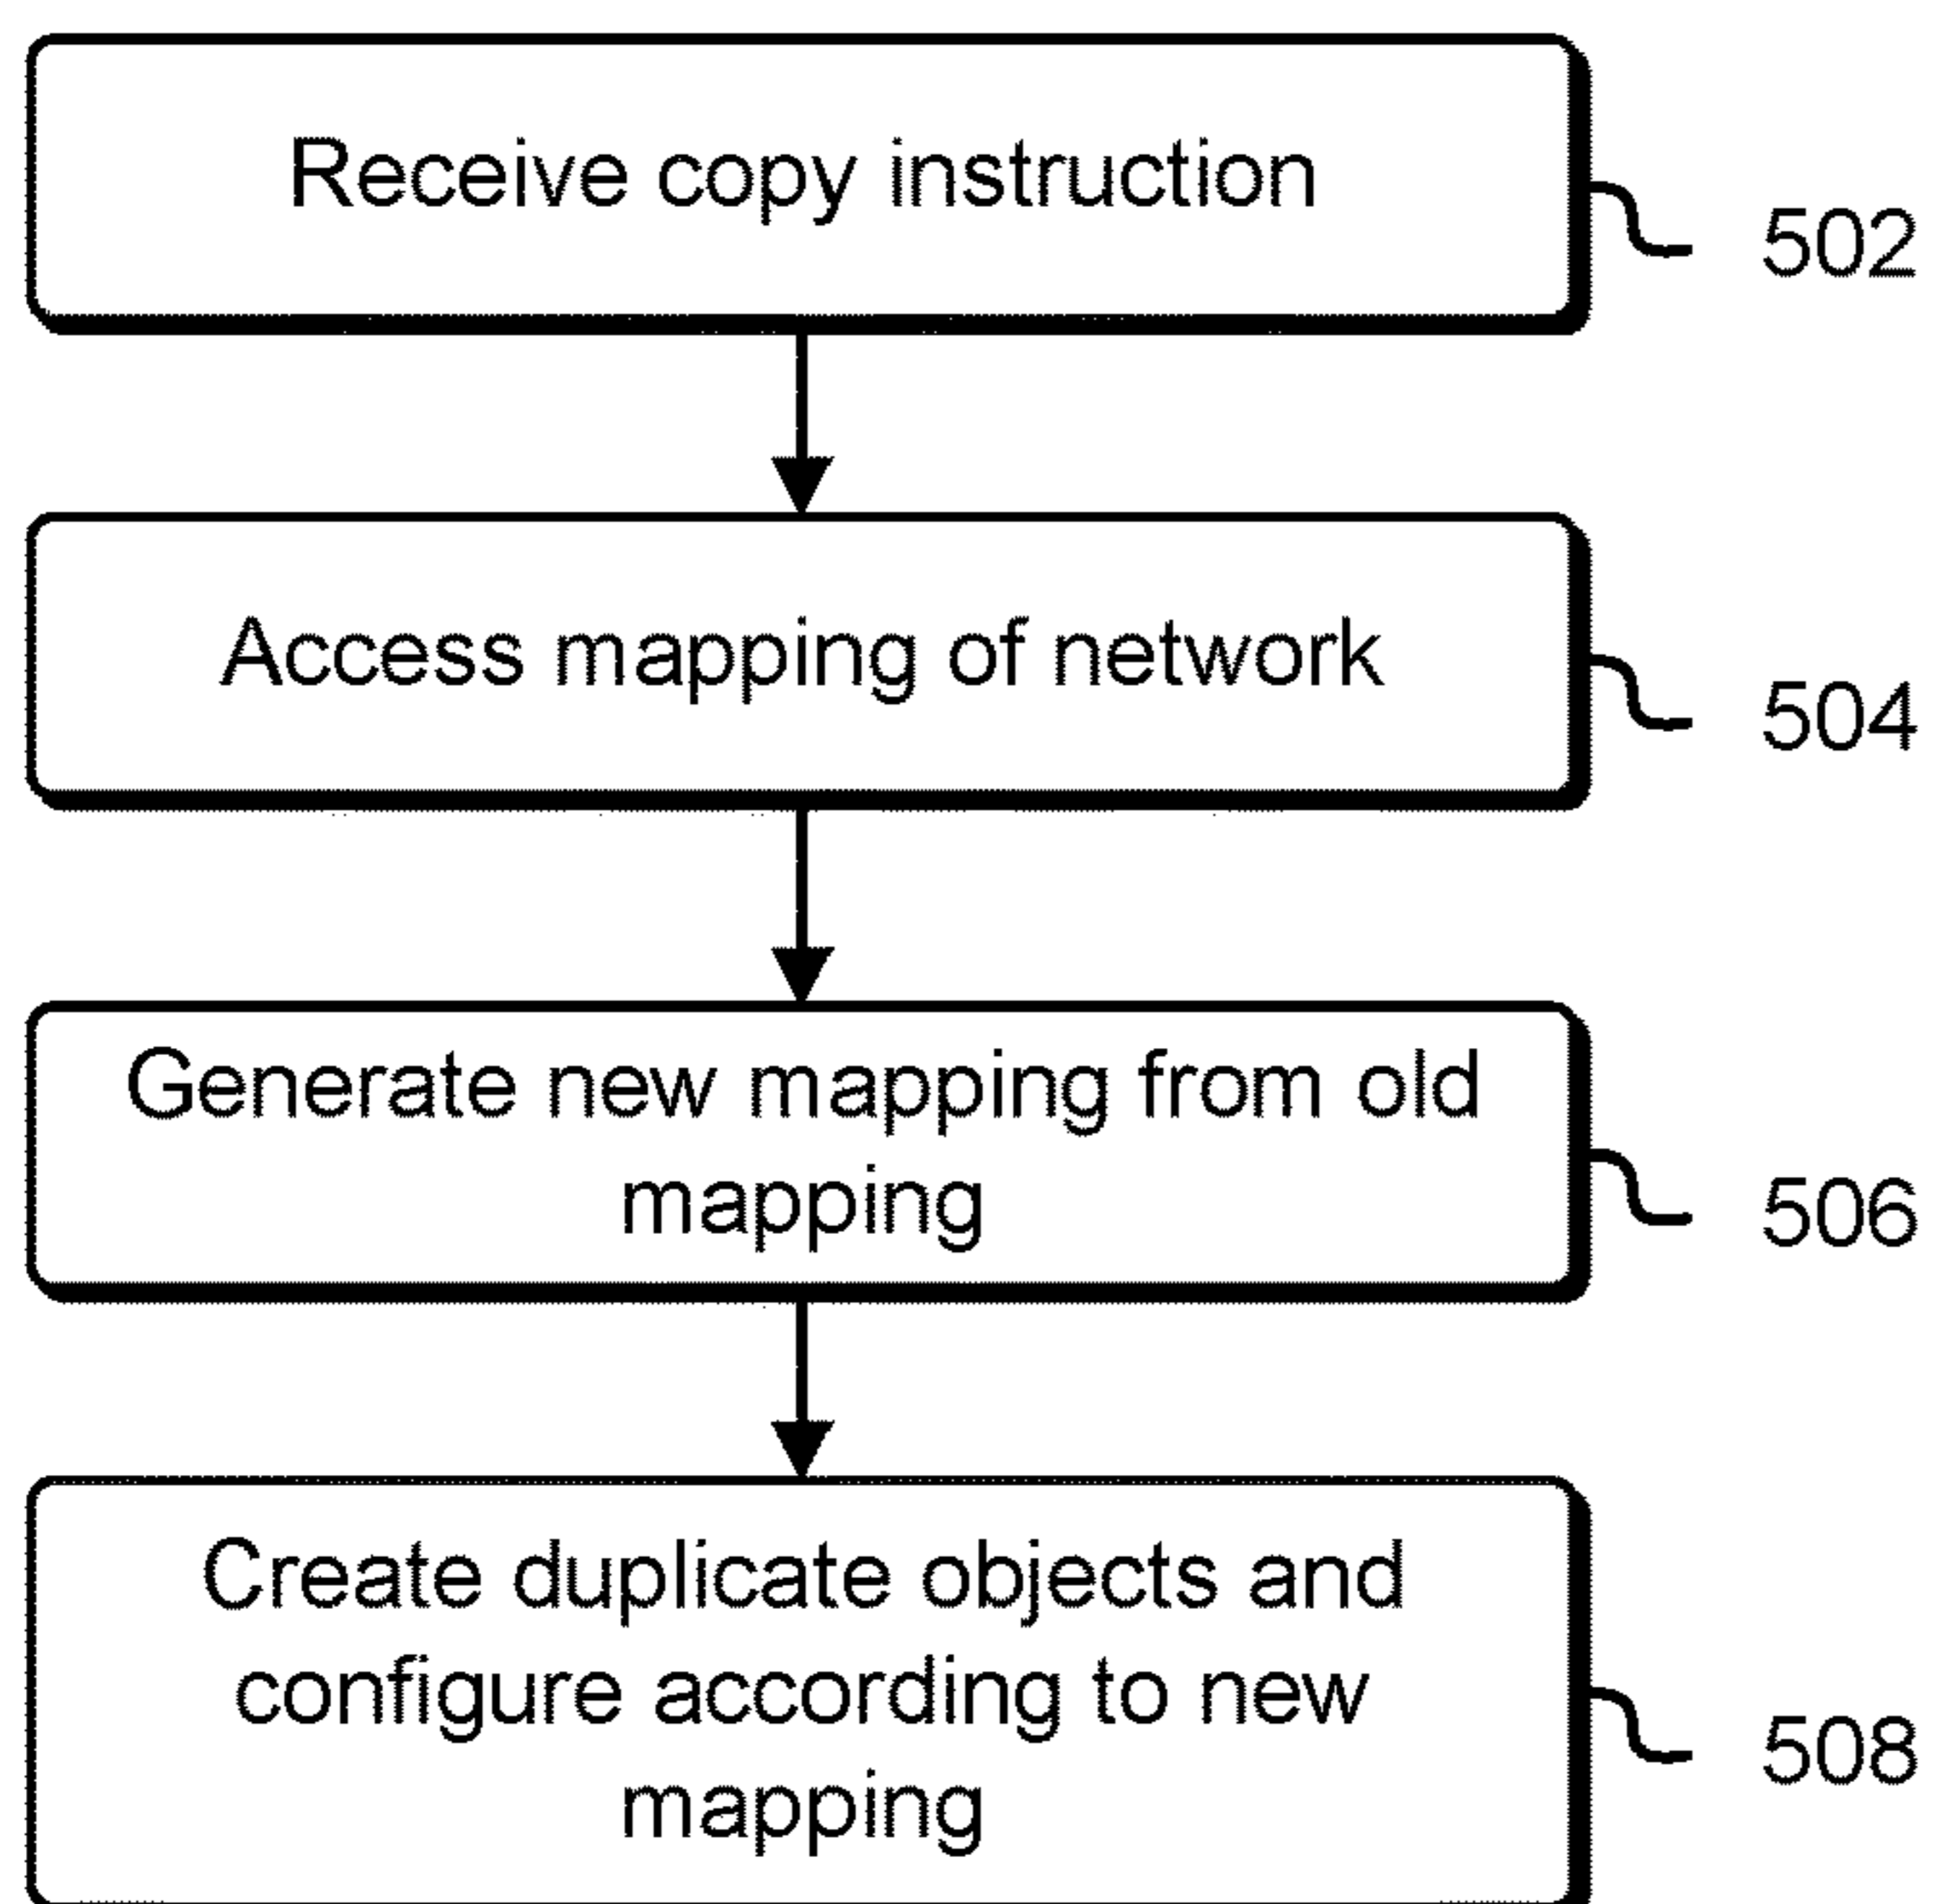 Receive copy instruction
502
Access mapping of network
504
Generate new mapping from old
mapping
506
Create duplicate objects and
configure according to new
mapping
508